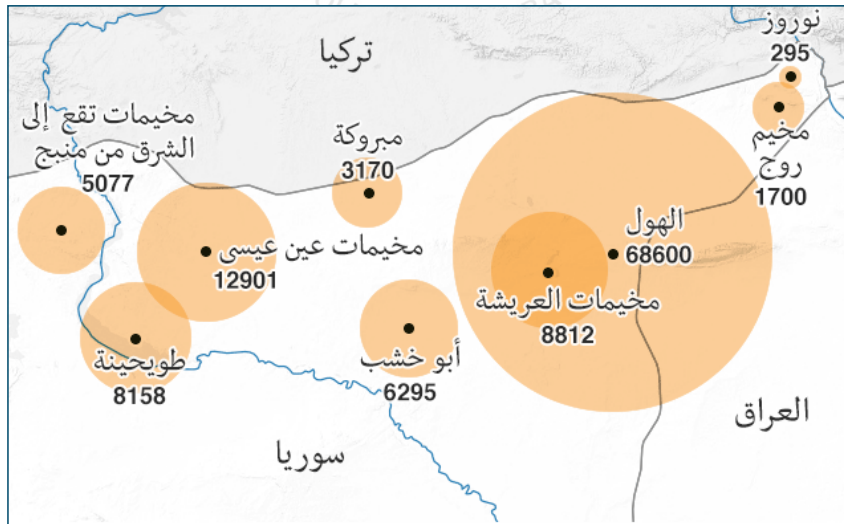 نوروز
295
تركيا
مخيم
روج
1700
مخيمات تقع إلى
الشرق من منبج
5077
مبروكة
3170
الهول
68600
مخيمات عين عيسى
12901
مخيمات العريشة
8812
طويحينة
8158
أبو خشب
6295
العراق
سوريا